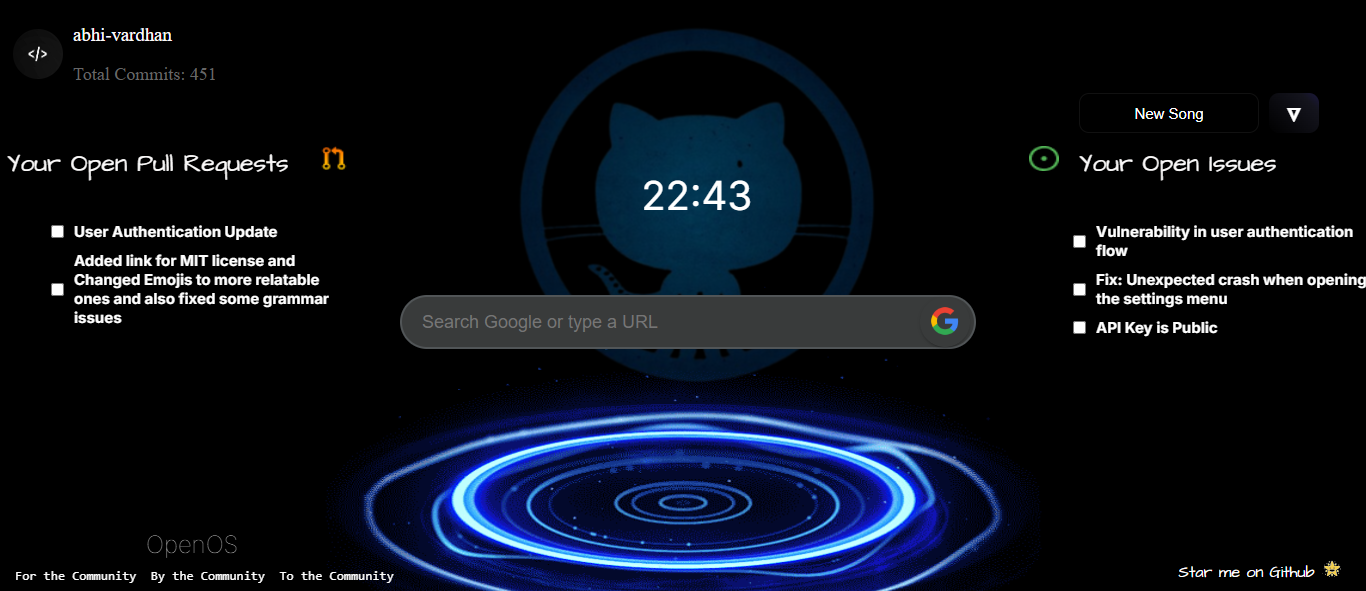 </>
abhi-vardhan
Total Commits: 451
New Song
Your Open Pull Requests
Your Open Issues
22:43
User Authentication Update
Added link for MIT license and
Changed Emojis to more relatable
ones and also fixed some grammar
issues
Vulnerability in user authentication
flow
Fix: Unexpected crash when opening
the settings menu
API Key is Public
Search Google or type a URL
OpenOS
For the Community By the Community To the Community
Star me on Github 🌟